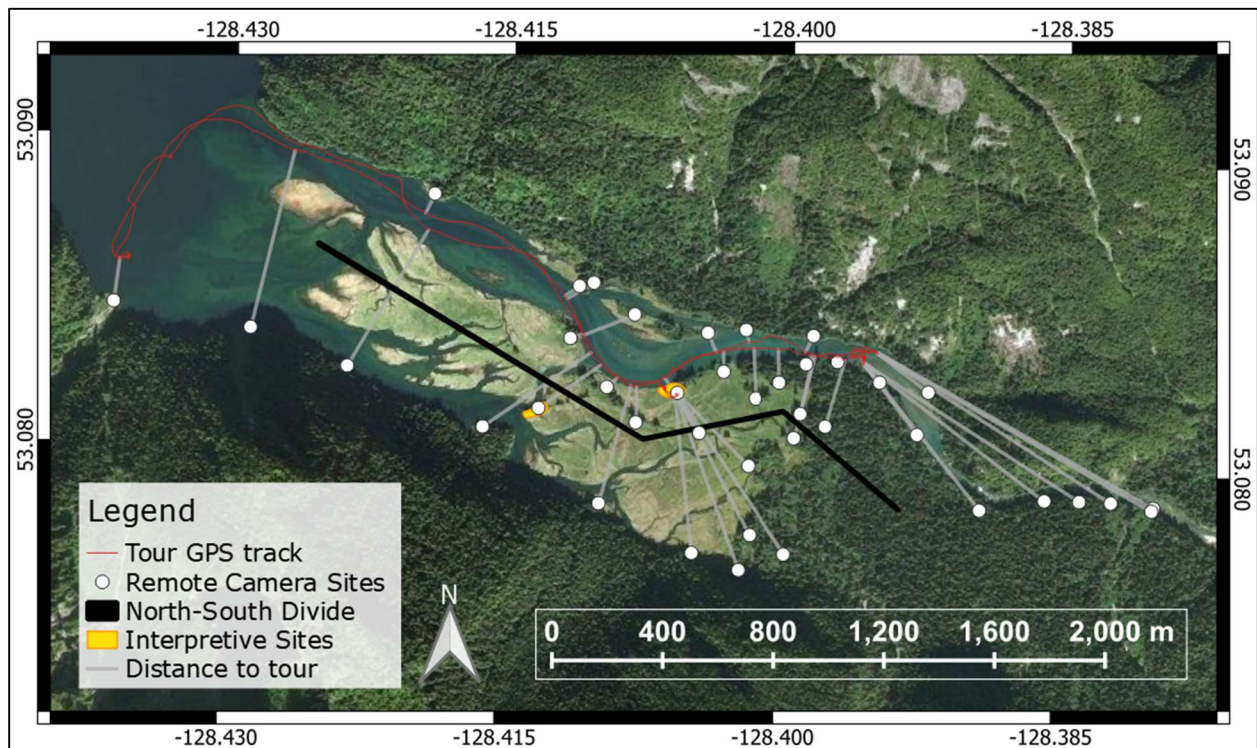 -128.430 -128.415 -128.400 -128.385
53.090
53.090
53.080
53.080
Legend
Tour GPS track
Remote Camera Sites
North-South Divide
Interpretive Sites
Distance to tour
N
0 400 800 1,200 1,600 2,000 m
-128.430 -128.415 -128.400 -128.385